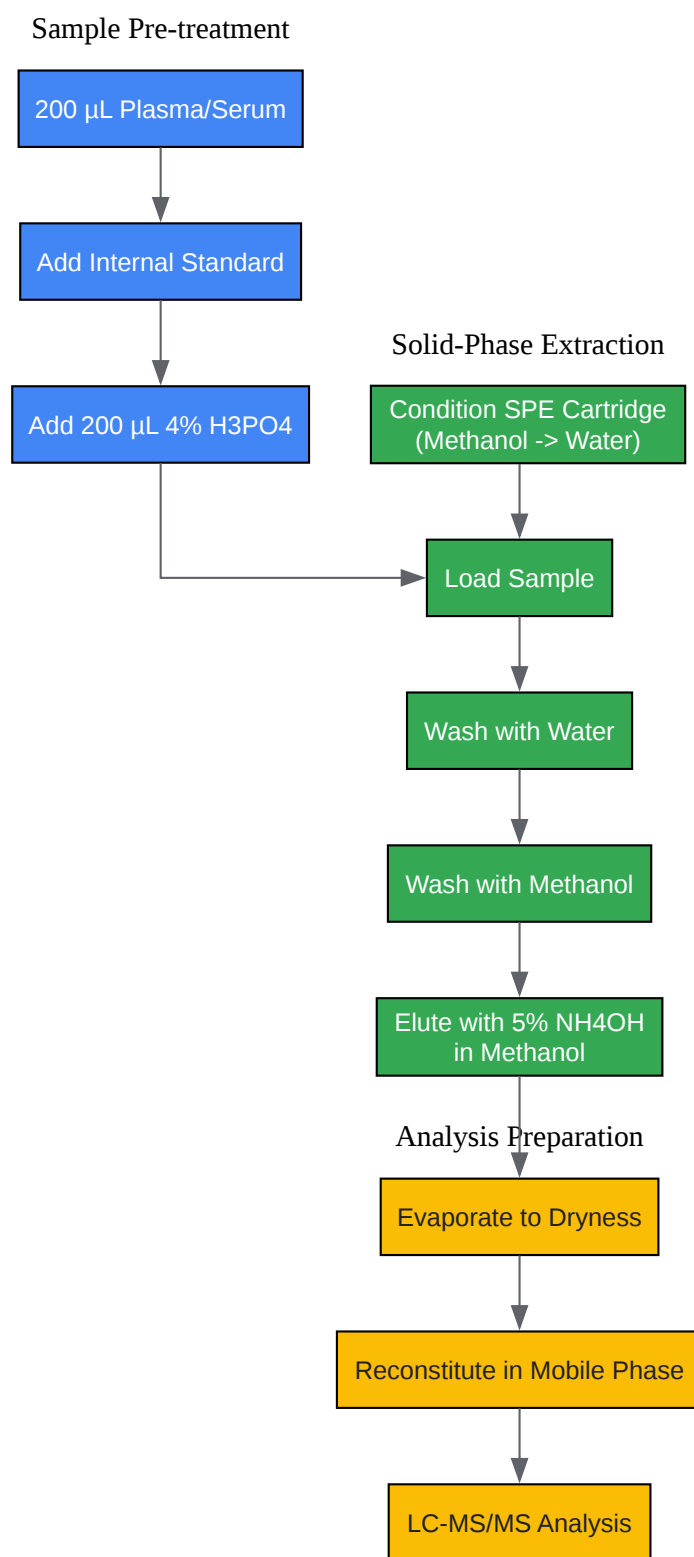 Sample Pre-treatment
200 µL Plasma/Serum
Add Internal Standard
Add 200 µL 4% H3PO4
Solid-Phase Extraction
Condition SPE Cartridge
(Methanol -> Water)
Load Sample
Wash with Water
Wash with Methanol
Elute with 5% NH4OH
in Methanol
Analysis Preparation
Evaporate to Dryness
Reconstitute in Mobile Phase
LC-MS/MS Analysis